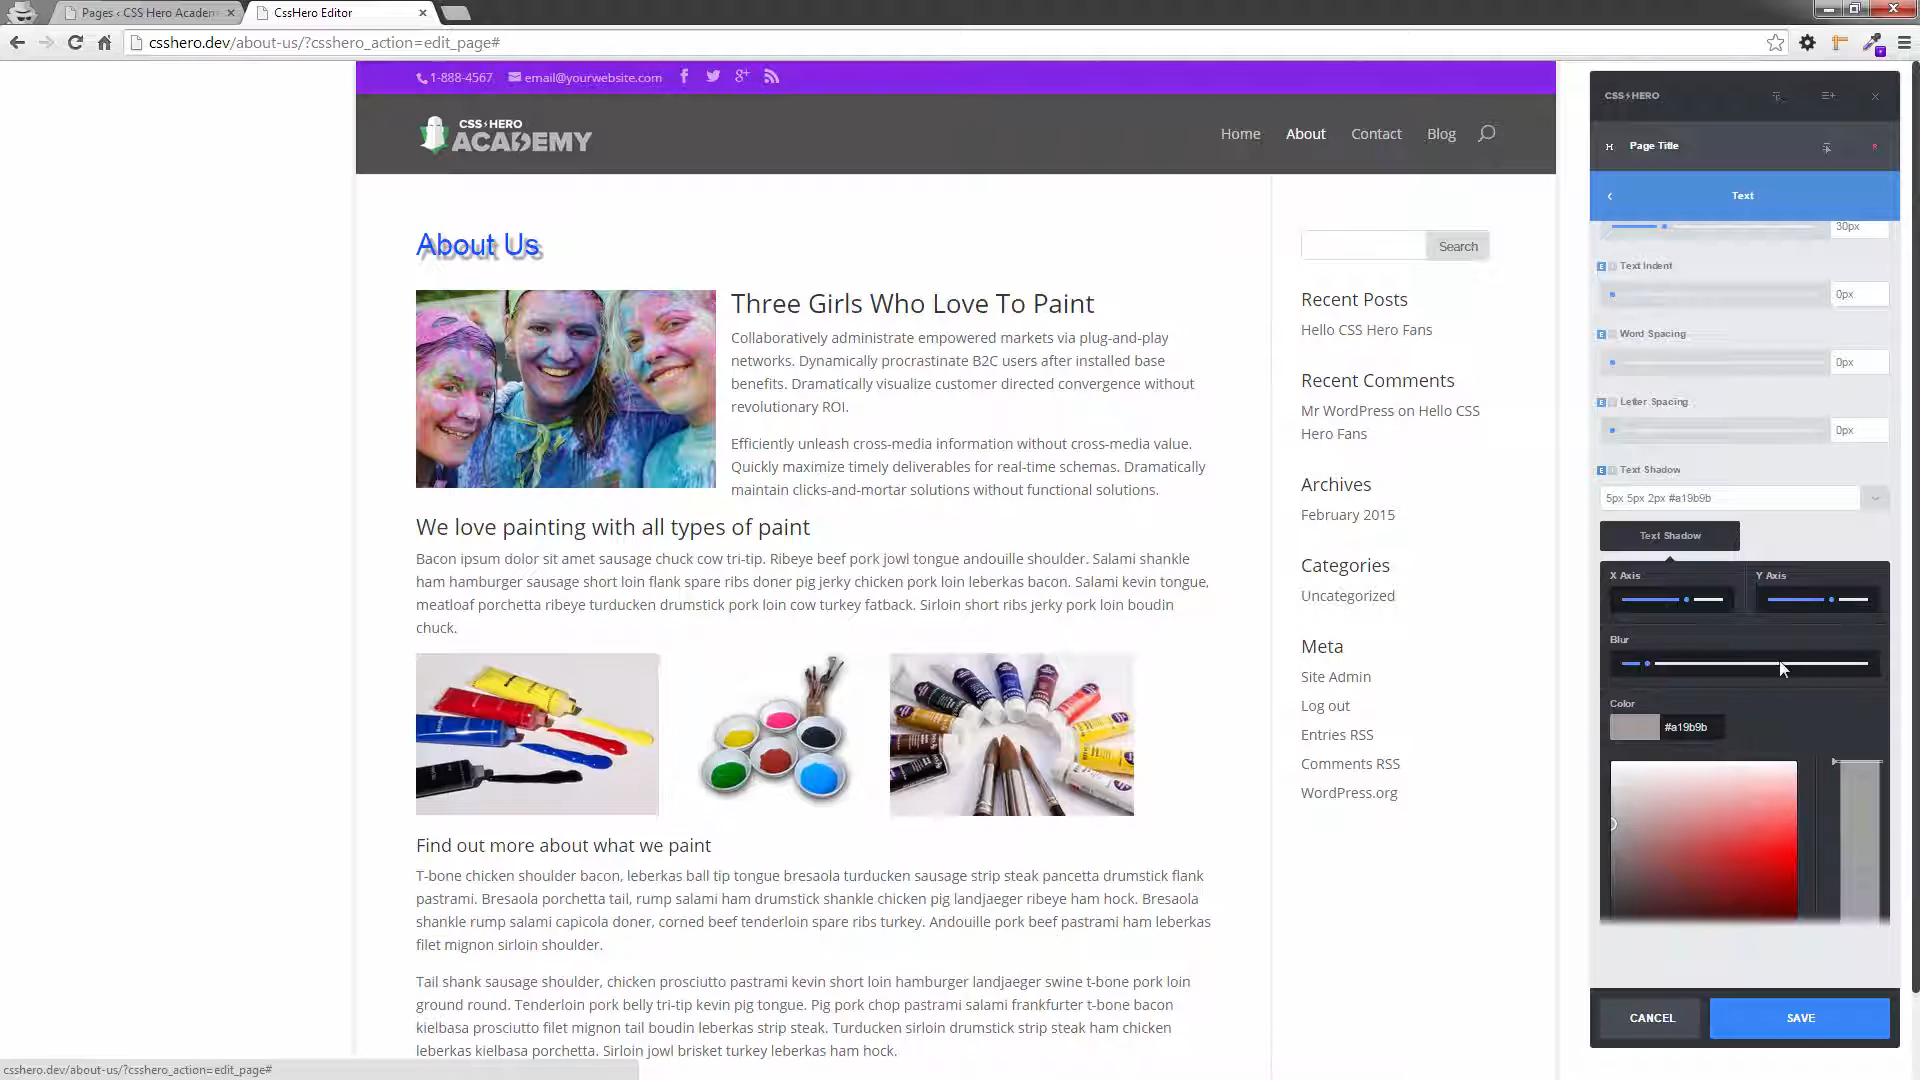 Pages ‹ CSS Hero Academ
CssHero Editor
csshero.dev/about-us/?csshero_action=edit_page#
1-888-4567
email@yourwebsite.com
CSS HERO
ACADEMY
Home
About
Contact
Blog
About Us
Search
Three Girls Who Love To Paint
Collaboratively administrate empowered markets via plug-and-play
networks. Dynamically procrastinate B2C users after installed base
benefits. Dramatically visualize customer directed convergence without
revolutionary ROI.
Efficiently unleash cross-media information without cross-media value.
Quickly maximize timely deliverables for real-time schemas. Dramatically
maintain clicks-and-mortar solutions without functional solutions.
We love painting with all types of paint
Bacon ipsum dolor sit amet sausage chuck cow tri-tip. Ribeye beef pork jowl tongue andouille shoulder. Salami shankle
ham hamburger sausage short loin flank spare ribs doner pig jerky chicken pork loin leberkas bacon. Salami kevin tongue,
meatloaf porchetta ribeye turducken drumstick pork loin cow turkey fatback. Sirloin short ribs jerky pork loin boudin
chuck.
Find out more about what we paint
T-bone chicken shoulder bacon, leberkas ball tip tongue bresaola turducken sausage strip steak pancetta drumstick flank
pastrami. Bresaola porchetta tail, rump salami ham drumstick shankle chicken pig landjaeger ribeye ham hock. Bresaola
shankle rump salami capicola doner, corned beef tenderloin spare ribs turkey. Andouille pork beef pastrami ham leberkas
filet mignon sirloin shoulder.
Tail shank sausage shoulder, chicken prosciutto pastrami kevin short loin hamburger landjaeger swine t-bone pork loin
ground round. Tenderloin pork belly tri-tip kevin pig tongue. Pig pork chop pastrami salami frankfurter t-bone bacon
kielbasa prosciutto filet mignon tail boudin leberkas strip steak. Turducken sirloin drumstick strip steak ham chicken
leberkas kielbasa porchetta. Sirloin jowl brisket turkey leberkas ham hock.
Recent Posts
Hello CSS Hero Fans
Recent Comments
Mr WordPress on Hello CSS
Hero Fans
Archives
February 2015
Categories
Uncategorized
Meta
Site Admin
Log out
Entries RSS
Comments RSS
WordPress.org
CSS HERO
Page Title
Text
30px
Text Indent
0px
Word Spacing
0px
Letter Spacing
0px
Text Shadow
5px 5px 2px #a19b9b
Text Shadow
X Axis
Y Axis
Blur
Color
#a19b9b
CANCEL
SAVE
csshero.dev/about-us/?csshero_action=edit_page#